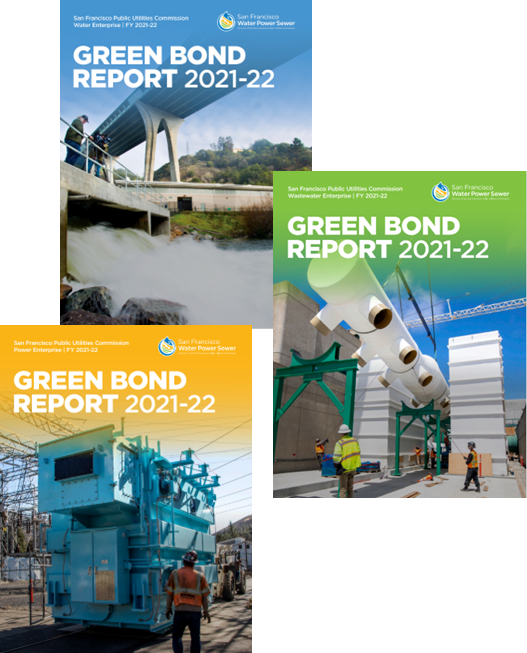 San Francisco Public Utilities Commission
Water Enterprise | FY 2021-22
San Francisco
Water Power Sewer
GREEN BOND
REPORT 2021-22
San Francisco Public Utilities Commission
Wastewater Enterprise | FY 2021-22
San Francisco
Water Power Sewer
GREEN BOND
REPORT 2021-22
San Francisco Public Utilities Commission
Power Enterprise | FY 2021-22
San Francisco
Water Power Sewer
GREEN BOND
REPORT 2021-22